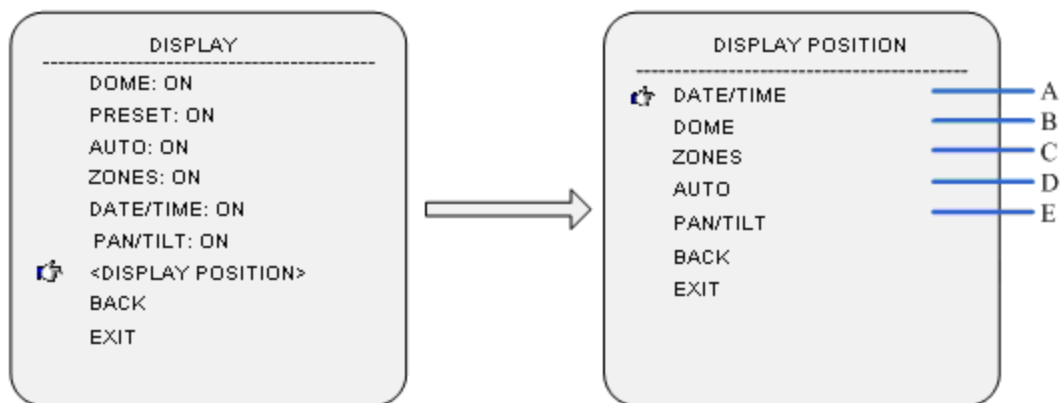 DISPLAY
DOME: ON
PRESET: ON
AUTO: ON
ZONES: ON
DATE/TIME: ON
PAN/TILT: ON
<DISPLAY POSITION>
BACK
EXIT
DISPLAY POSITION
DATE/TIME
DOME
ZONES
AUTO
PAN/TILT
BACK
EXIT
A
B
C
D
E